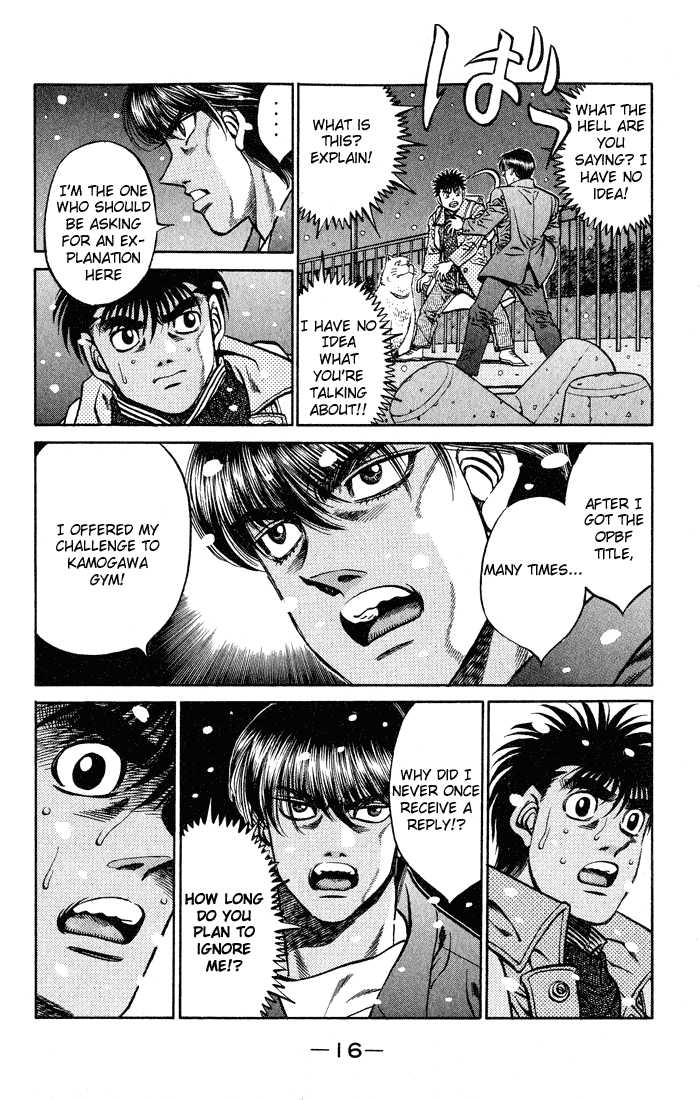 ばっ
WHAT THE
HELL ARE
YOU
SAYING? I
HAVE NO
IDEA!
WHAT IS
THIS?
EXPLAIN!
I HAVE NO
IDEA
WHAT
YOU'RE
TALKING
ABOUT!!
. . . .
I'M THE ONE
WHO SHOULD
BE ASKING
FOR AN EX-
PLANATION
HERE
AFTER I
GOT THE
OPBF
TITLE,
MANY TIMES...
I OFFERED MY
CHALLENGE TO
KAMOGAWA
GYM!
WHY DID I
NEVER ONCE
RECEIVE A
REPLY!?
HOW LONG
DO YOU
PLAN TO
IGNORE
ME!?
—16—